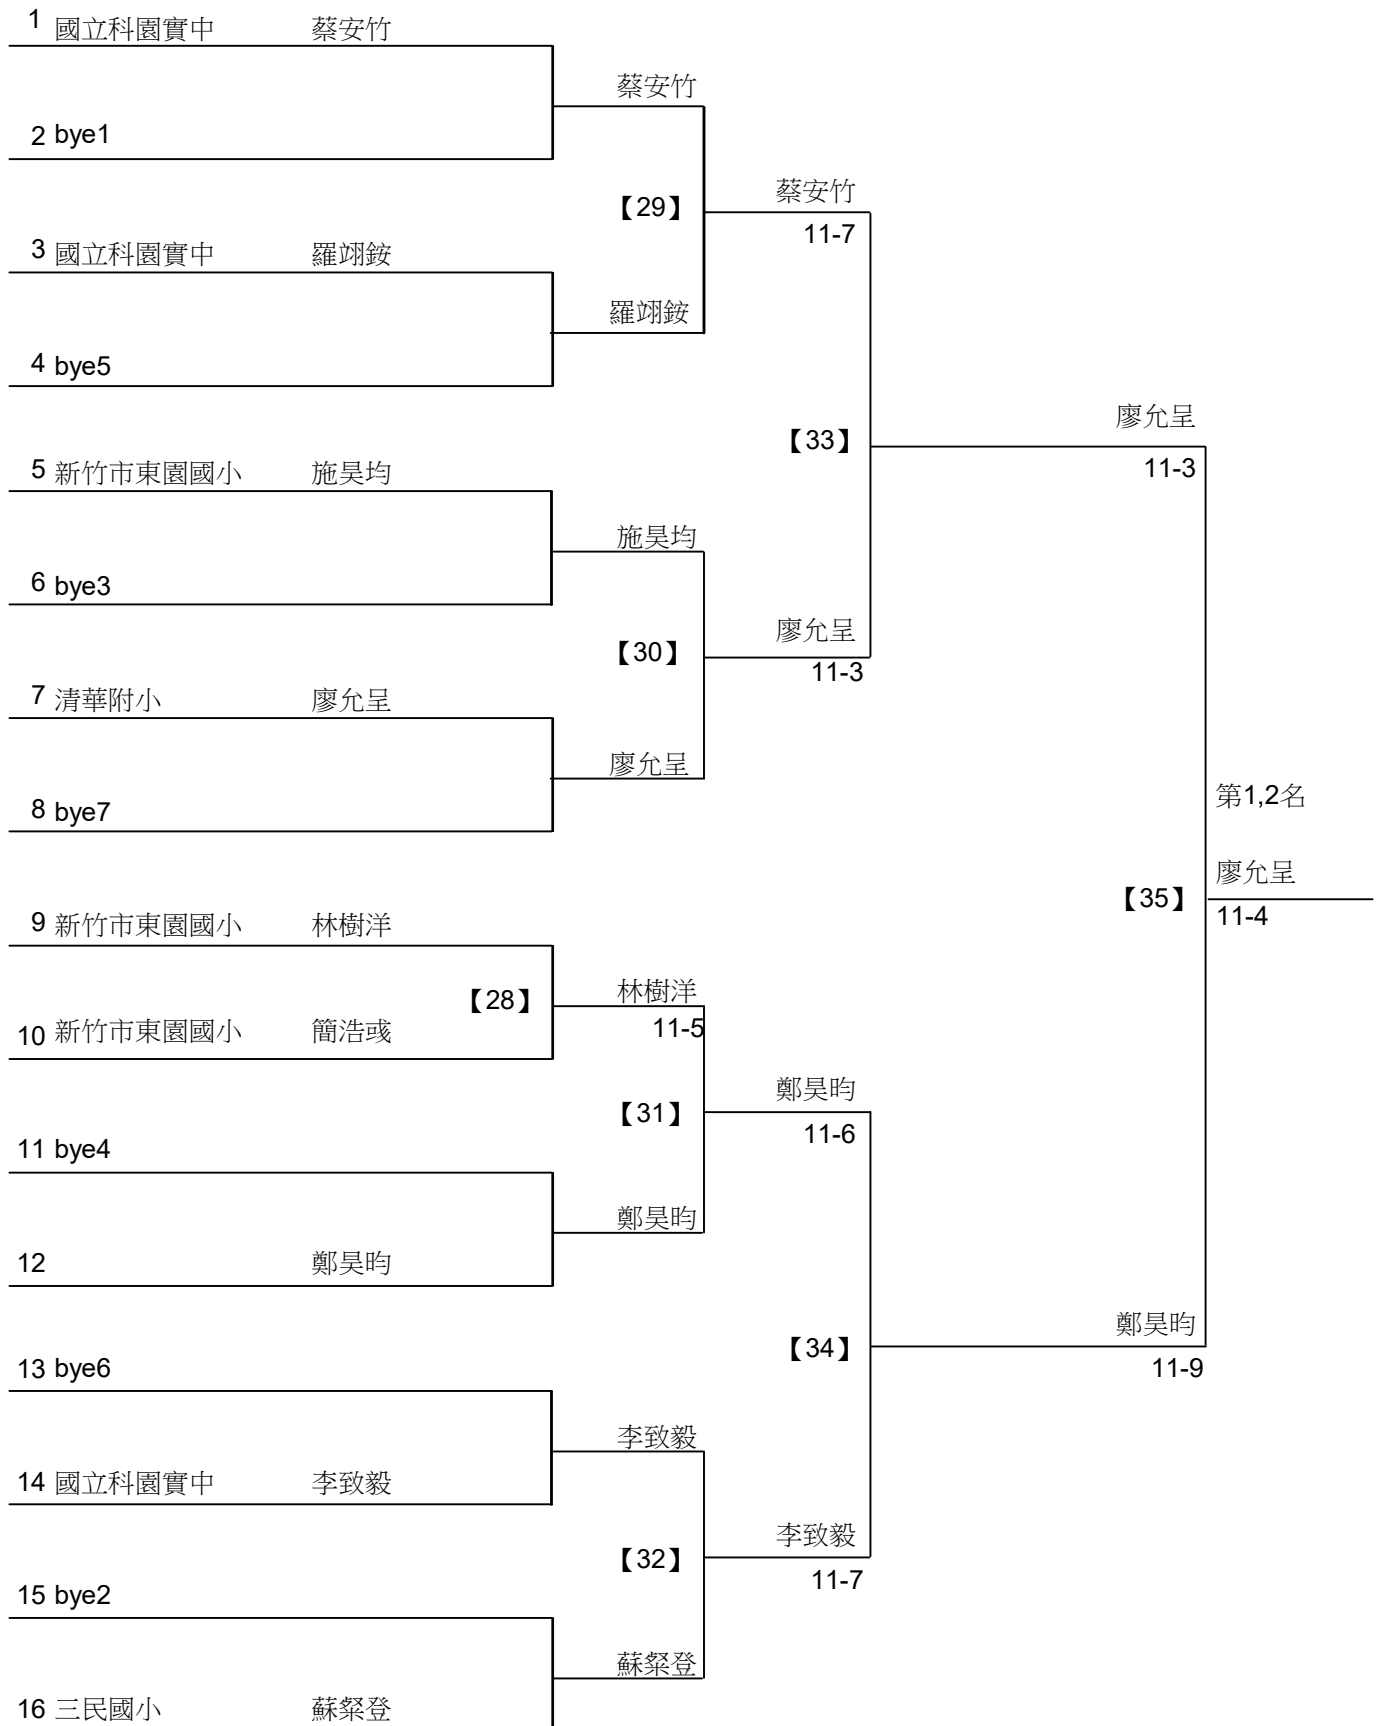 1 國立科園實中 蔡安竹
蔡安竹
2 bye1
蔡安竹
【29】
11-7
3 國立科園實中 羅翊銨
羅翊銨
4 bye5
廖允呈
【33】
11-3
5 新竹市東園國小 施昊均
施昊均
6 bye3
廖允呈
【30】
11-3
7 清華附小 廖允呈
廖允呈
8 bye7
第1,2名
廖允呈
【35】
11-4
9 新竹市東園國小 林樹洋
林樹洋
【28】
11-5
10 新竹市東園國小 簡浩彧
鄭昊昀
【31】
11-6
11 bye4
鄭昊昀
12 鄭昊昀
鄭昊昀
【34】
11-9
13 bye6
李致毅
14 國立科園實中 李致毅
李致毅
【32】
11-7
15 bye2
蘇粲登
16 三民國小 蘇粲登